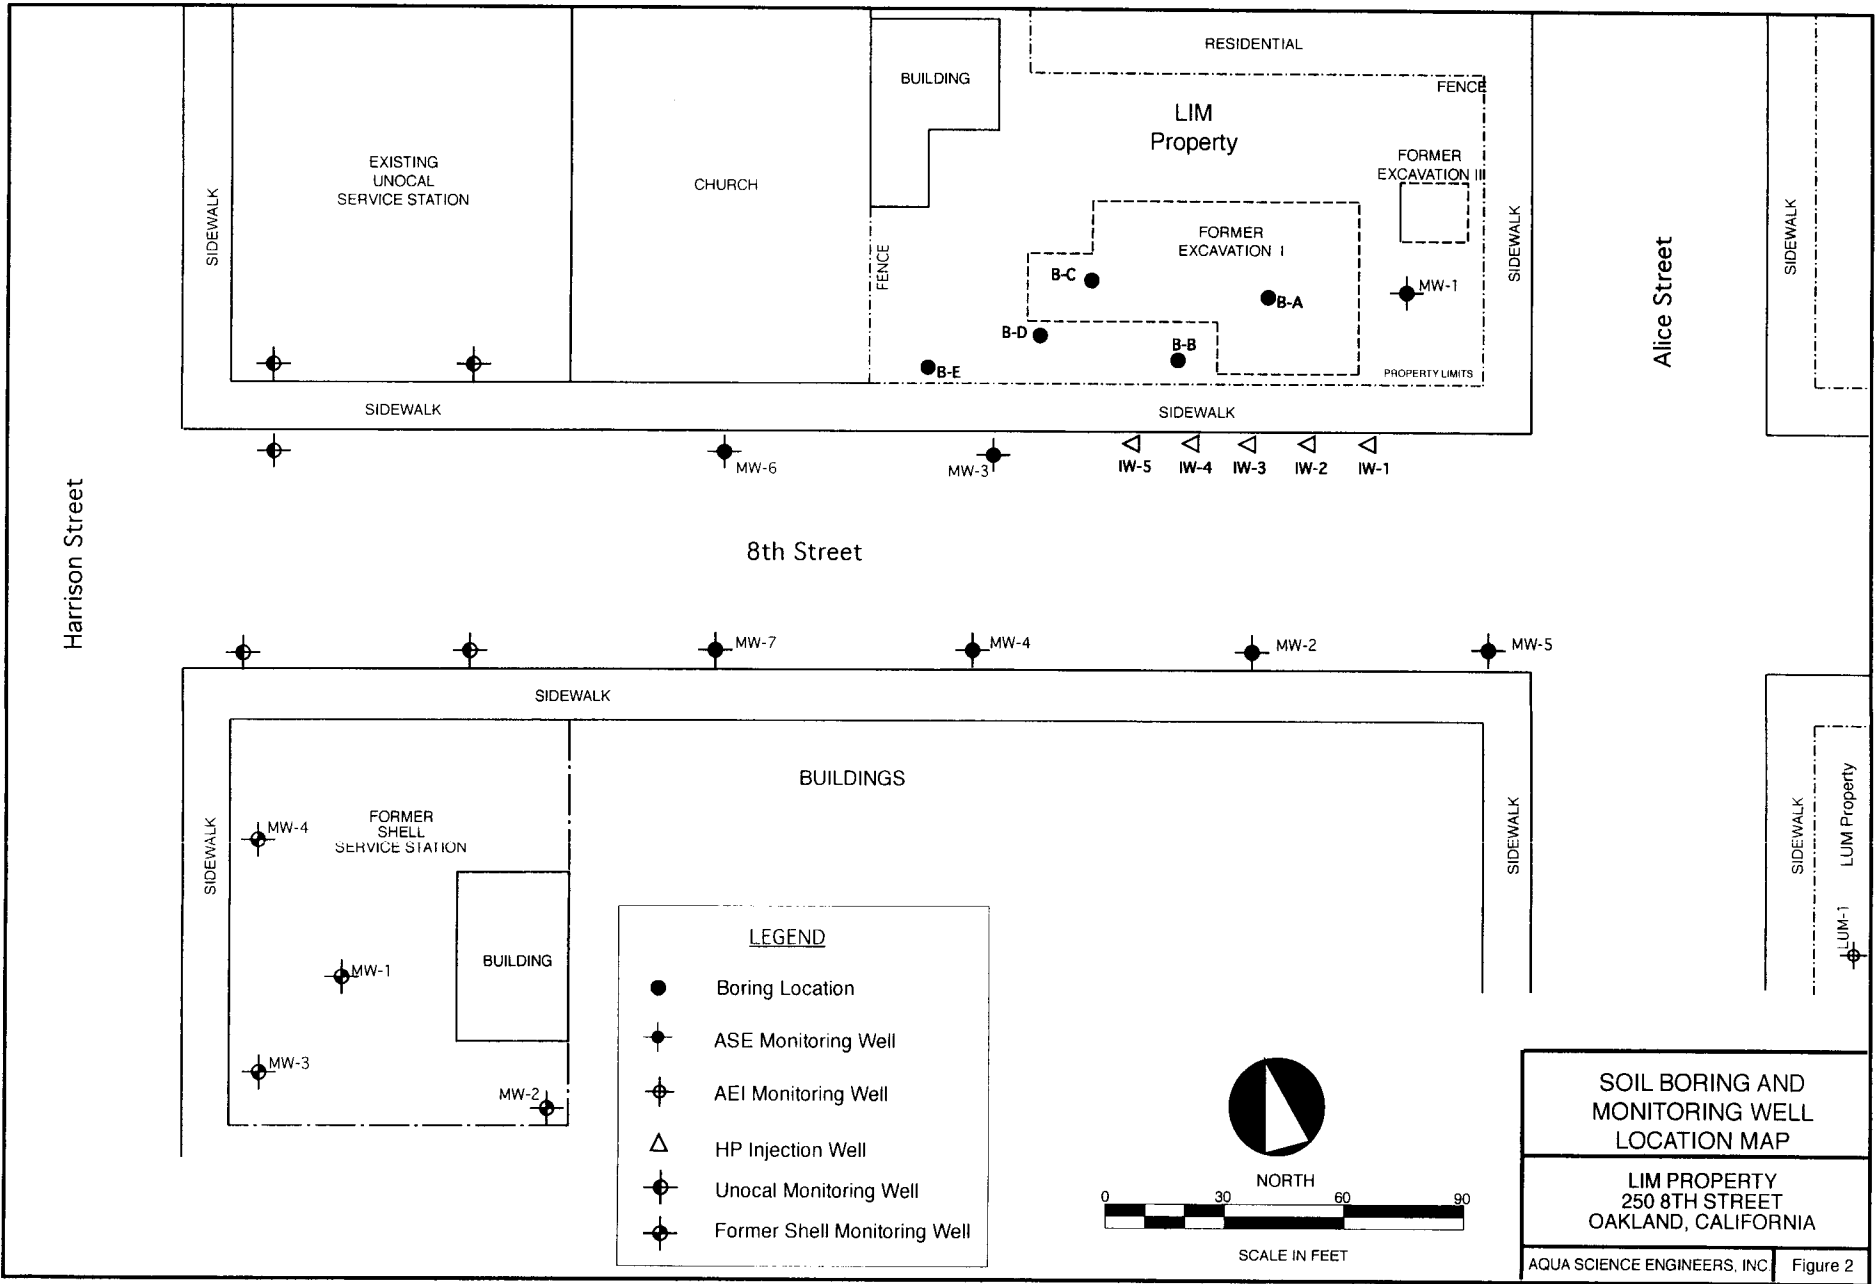 RESIDENTIAL
BUILDING
FENCE
LIM
Property
EXISTING
UNOCAL
SERVICE STATION
CHURCH
FORMER
EXCAVATION II
SIDEWALK
SIDEWALK
SIDEWALK
FENCE
FORMER
EXCAVATION I
B-C
B-A
MW-1
Alice Street
B-D
B-B
B-E
PROPERTY LIMITS
SIDEWALK
SIDEWALK
MW-6
MW-3
IW-5
IW-4
IW-3
IW-2
IW-1
Harrison Street
8th Street
MW-7
MW-4
MW-2
MW-5
SIDEWALK
BUILDINGS
SIDEWALK
MW-4
FORMER
SHELL
SERVICE STATION
SIDEWALK
SIDEWALK
LUM Property
LUM-1
BUILDING
MW-1
MW-3
MW-2
LEGEND
Boring Location
ASE Monitoring Well
AEI Monitoring Well
HP Injection Well
Unocal Monitoring Well
Former Shell Monitoring Well
NORTH
0 30 60 90
SCALE IN FEET
SOIL BORING AND
MONITORING WELL
LOCATION MAP
LIM PROPERTY
250 8TH STREET
OAKLAND, CALIFORNIA
AQUA SCIENCE ENGINEERS, INC.
Figure 2